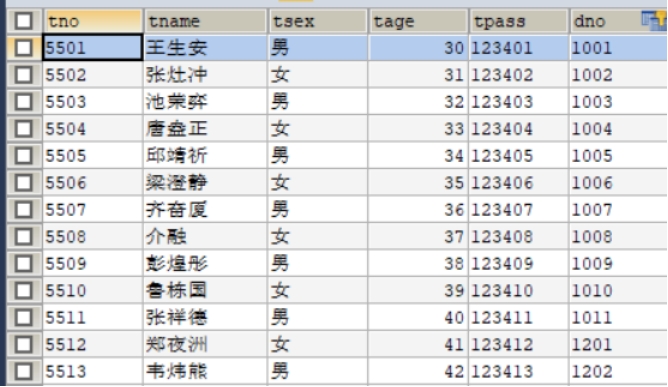 tno tname tsex tage tpass dno
5501 王生安 男 30 123401 1001
5502 张灶冲 女 31 123402 1002
5503 池荣弈 男 32 123403 1003
5504 唐盎正 女 33 123404 1004
5505 邱靖祈 男 34 123405 1005
5506 梁澄静 女 35 123406 1006
5507 齐奋厦 男 36 123407 1007
5508 介融 女 37 123408 1008
5509 彭煌彤 男 38 123409 1009
5510 鲁栋国 女 39 123410 1010
5511 张祥德 男 40 123411 1011
5512 郑夜洲 女 41 123412 1201
5513 韦炜熊 男 42 123413 1202